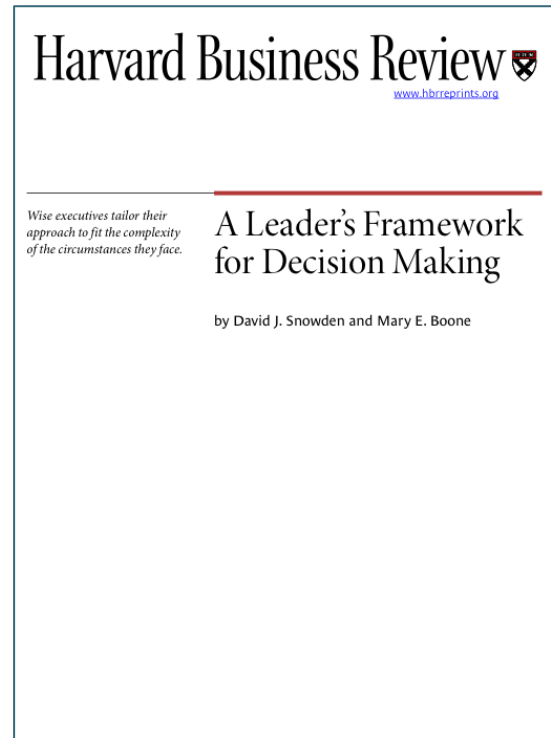 Harvard Business Review
www.hbrreprints.org
Wise executives tailor their
approach to fit the complexity
of the circumstances they face.
A Leader's Framework
for Decision Making
by David J. Snowden and Mary E. Boone